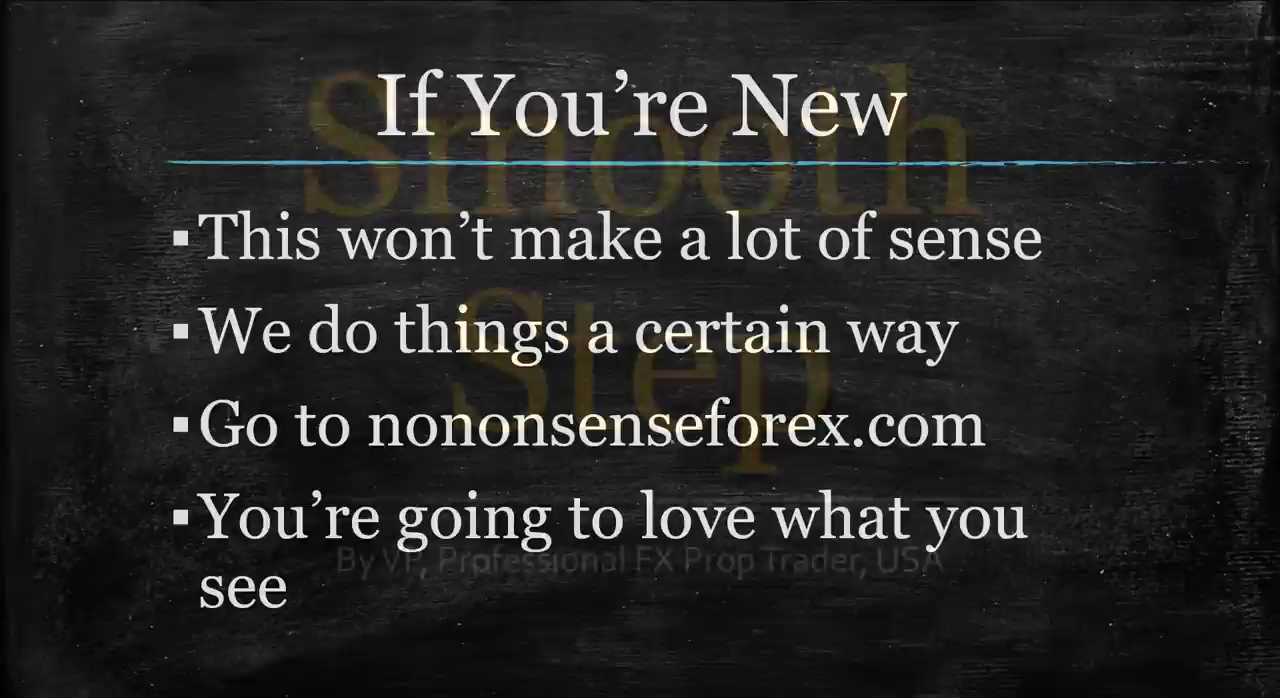 If You're New
Smooth
▪ This won't make a lot of sense
▪ We do things a certain way
Step
▪ Go to nononsenseforex.com
▪ You're going to love what you
By VP, Professional FX Prop Trader, USA
see